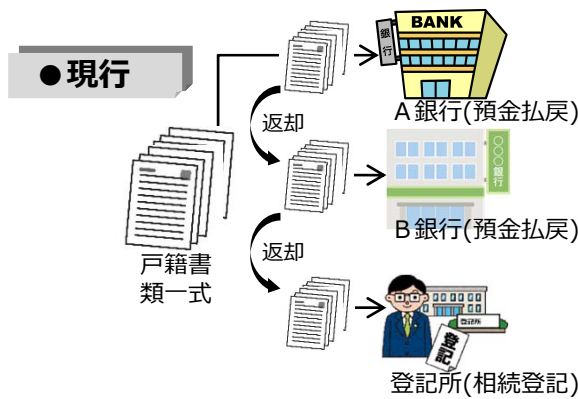 ●現行
BANK
銀行
A銀行(預金払戻)
返却
○○○銀行
B銀行(預金払戻)
戸籍書
類一式
返却
登記所
登記
登記所(相続登記)